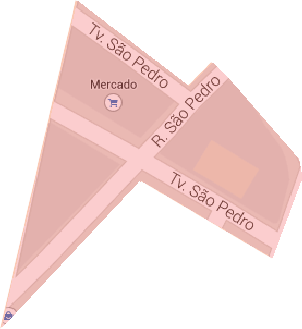 Tv. São Pedro
Mercado
R. São Pedro
Tv. São Pedro